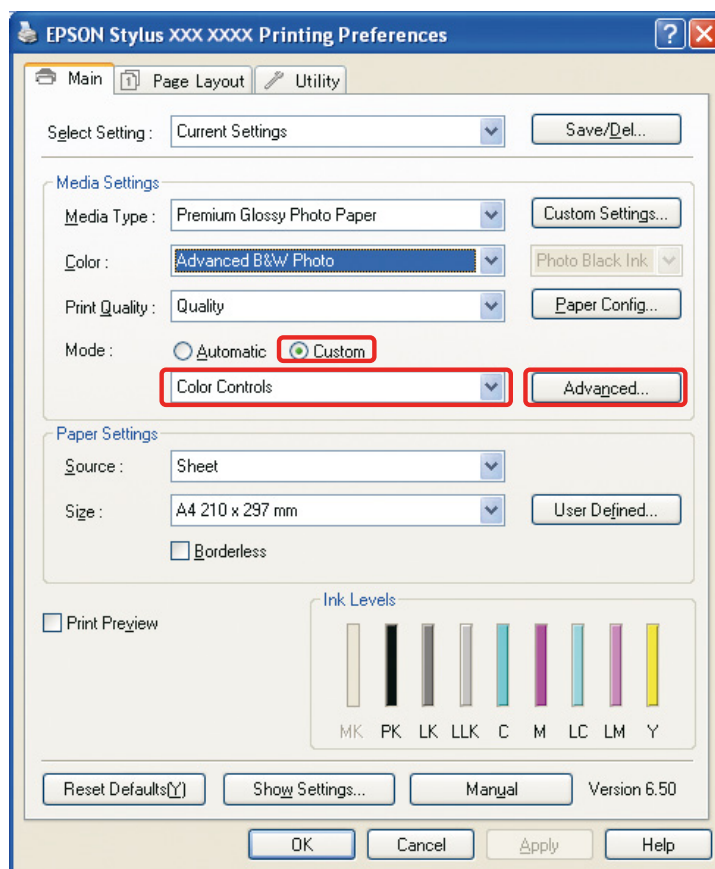 EPSON Stylus XXX XXXX Printing Preferences
Main
Page Layout
Utility
Select Setting :
Current Settings
Save/Del...
Media Settings
Media Type :
Premium Glossy Photo Paper
Custom Settings...
Color :
Advanced B&W Photo
Photo Black Ink
Print Quality :
Quality
Paper Config...
Mode :
Automatic
Custom
Color Controls
Advanced...
Paper Settings
Source :
Sheet
Size :
A4 210 x 297 mm
User Defined...
Borderless
Print Preview
Ink Levels
MK PK LK LLK C M LC LM Y
Reset Defaults(Y)
Show Settings...
Manual
Version 6.50
OK
Cancel
Apply
Help